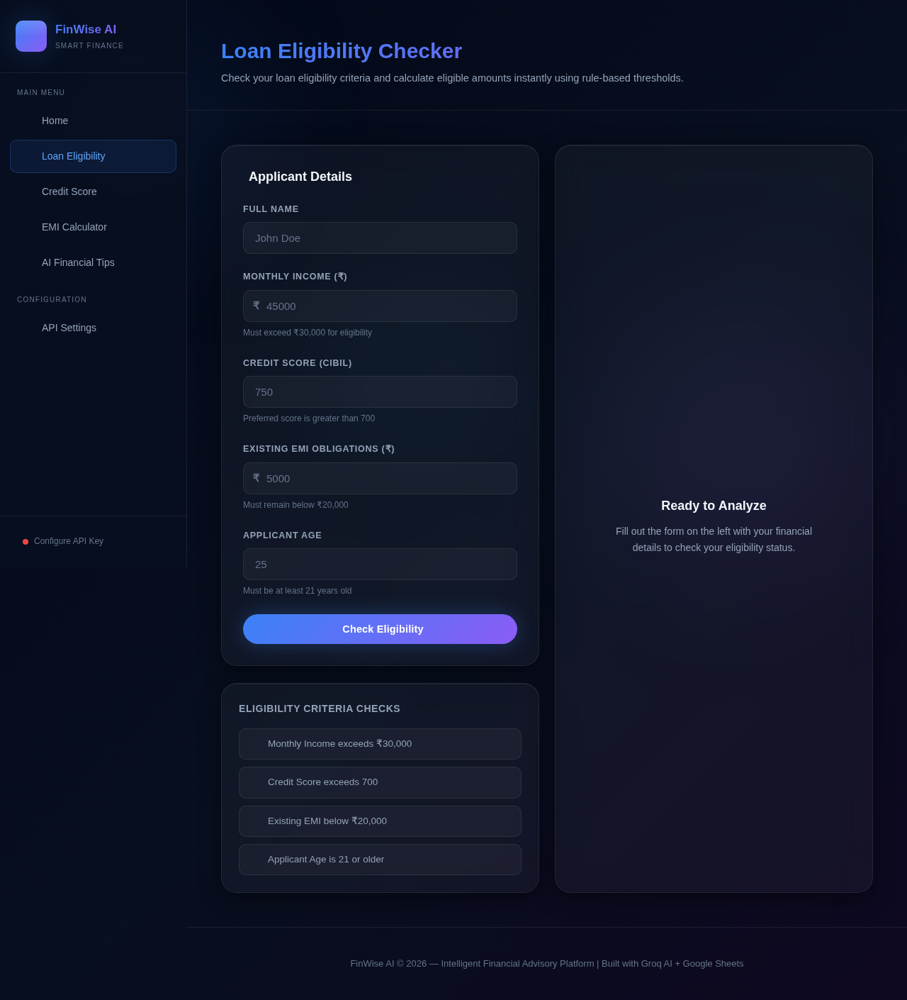 FinWise AI
SMART FINANCE
MAIN MENU
Home
Loan Eligibility
Credit Score
EMI Calculator
AI Financial Tips
CONFIGURATION
API Settings
Configure API Key
Loan Eligibility Checker
Check your loan eligibility criteria and calculate eligible amounts instantly using rule-based thresholds.
Applicant Details
FULL NAME
John Doe
MONTHLY INCOME (₹)
₹ 45000
Must exceed ₹30,000 for eligibility
CREDIT SCORE (CIBIL)
750
Preferred score is greater than 700
EXISTING EMI OBLIGATIONS (₹)
₹ 5000
Must remain below ₹20,000
APPLICANT AGE
25
Must be at least 21 years old
Check Eligibility
ELIGIBILITY CRITERIA CHECKS
Monthly Income exceeds ₹30,000
Credit Score exceeds 700
Existing EMI below ₹20,000
Applicant Age is 21 or older
Ready to Analyze
Fill out the form on the left with your financial
details to check your eligibility status.
FinWise AI © 2026 — Intelligent Financial Advisory Platform | Built with Groq AI + Google Sheets